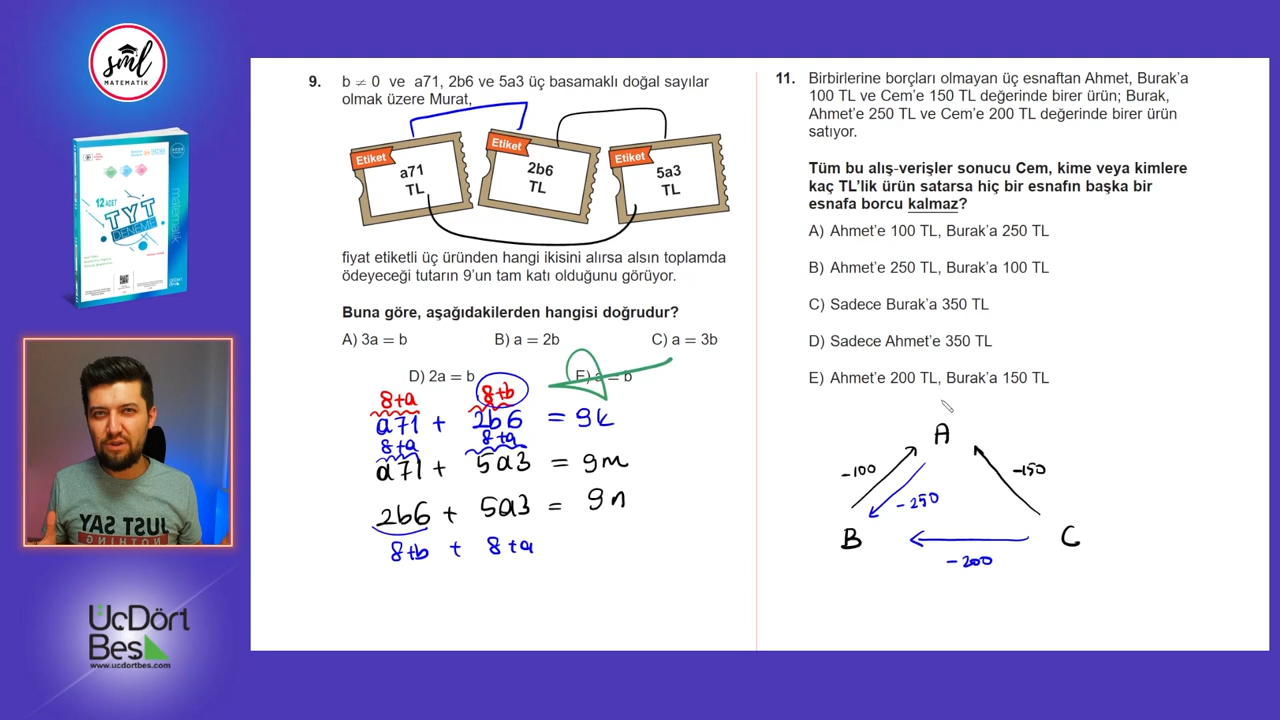 sml
MATEMATİK
12 ADET
TYT
DENEME
matematik
JUST
SAY
NOTHING
ÜcDört
Beş
www.ucdortbes.com
9. b ≠ 0 ve a71, 2b6 ve 5a3 üç basamaklı doğal sayılar
olmak üzere Murat,
Etiket
a71
TL
Etiket
2b6
TL
Etiket
5a3
TL
fiyat etiketli üç üründen hangi ikisini alırsa alsın toplamda
ödeyeceği tutarın 9'un tam katı olduğunu görüyor.
Buna göre, aşağıdakilerden hangisi doğrudur?
A) 3a = b B) a = 2b C) a = 3b
D) 2a = b E) a = b
8+a 8+b
a71 + 2b6 = 9k
8+a 8+a
a71 + 5a3 = 9m
2b6 + 5a3 = 9n
8+b + 8+a
11. Birbirlerine borçları olmayan üç esnaftan Ahmet, Burak'a
100 TL ve Cem'e 150 TL değerinde birer ürün; Burak,
Ahmet'e 250 TL ve Cem'e 200 TL değerinde birer ürün
satıyor.
Tüm bu alış-verişler sonucu Cem, kime veya kimlere
kaç TL'lik ürün satarsa hiç bir esnafın başka bir
esnafa borcu kalmaz?
A) Ahmet'e 100 TL, Burak'a 250 TL
B) Ahmet'e 250 TL, Burak'a 100 TL
C) Sadece Burak'a 350 TL
D) Sadece Ahmet'e 350 TL
E) Ahmet'e 200 TL, Burak'a 150 TL
A
-100 -150
-250
B C
-200